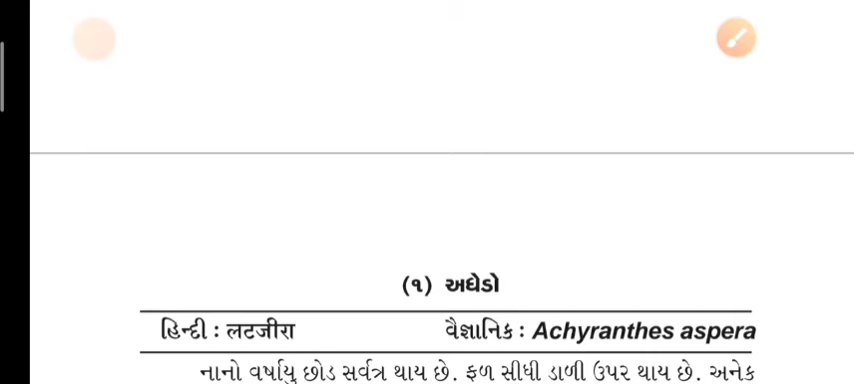 (૧) અઘેડો
હિન્દી : लटजीरा વૈજ્ઞાનિક : Achyranthes aspera
નાનો વર્ષાયુ છોડ સર્વત્ર થાય છે. ફળ સીધી ડાળી ઉપર થાય છે. અનેક